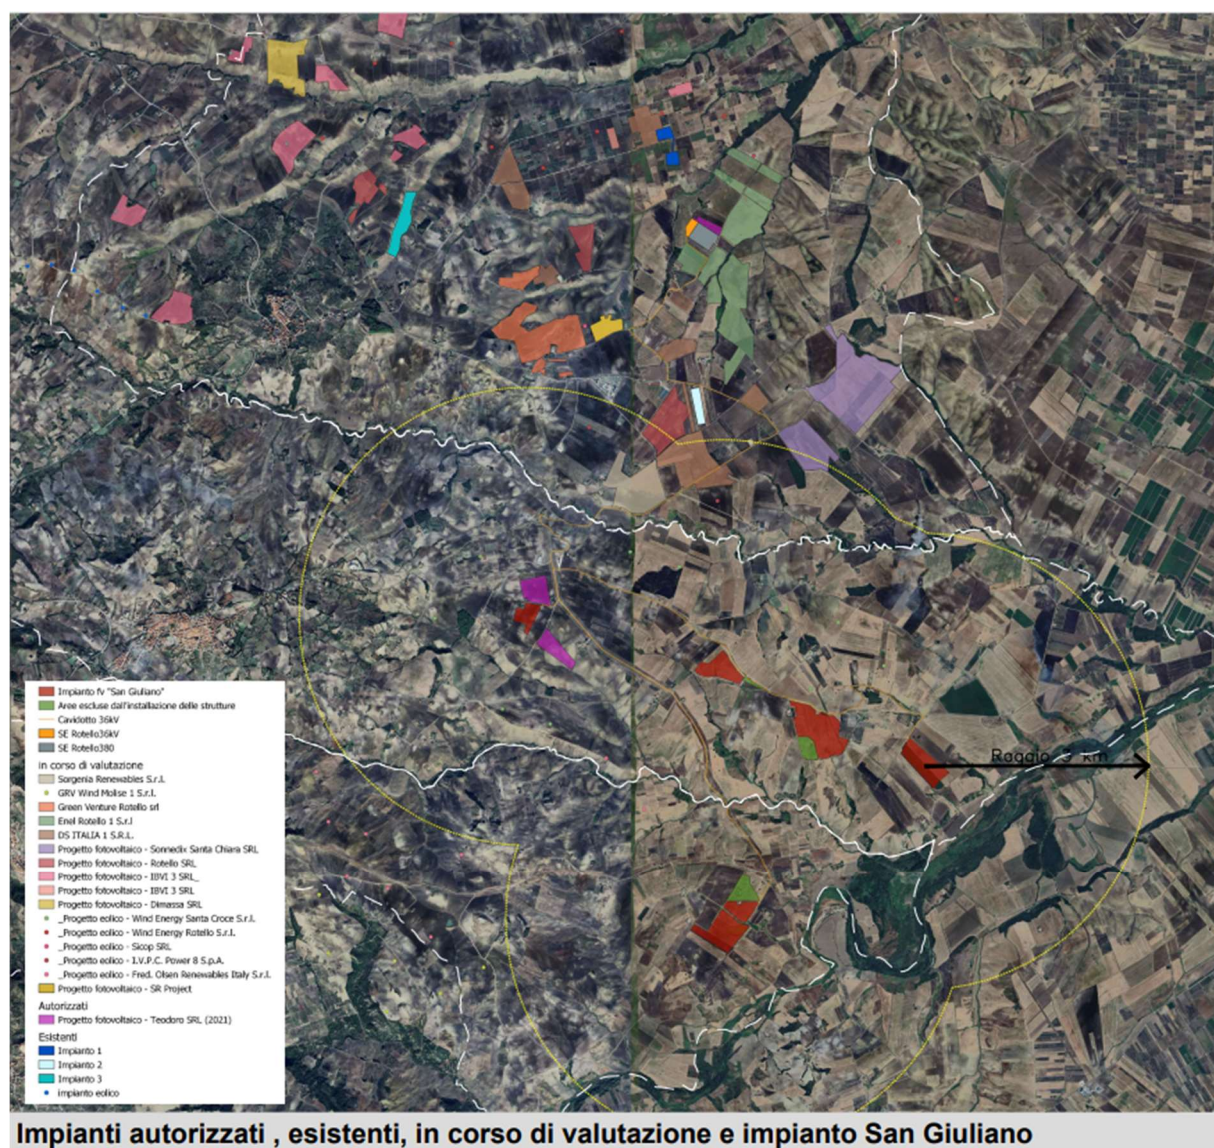 Raggio 3 km
Impianto fv "San Giuliano"
Aree escluse dall'installazione delle strutture
Cavidotto 36kV
SE Rotello36kV
SE Rotello380
in corso di valutazione
Sorgenia Renewables S.r.l.
GRV Wind Molise 1 S.r.l.
Green Venture Rotello srl
Enel Rotello 1 S.r.l
DS ITALIA 1 S.R.L.
Progetto fotovoltaico - Sonnedix Santa Chiara SRL
Progetto fotovoltaico - Rotello SRL
Progetto fotovoltaico - IBVI 3 SRL_
Progetto fotovoltaico - IBVI 3 SRL
Progetto fotovoltaico - Dimassa SRL
_Progetto eolico - Wind Energy Santa Croce S.r.l.
_Progetto eolico - Wind Energy Rotello S.r.l.
_Progetto eolico - Sicop SRL
_Progetto eolico - I.V.P.C. Power 8 S.p.A.
_Progetto eolico - Fred. Olsen Renewables Italy S.r.l.
Progetto fotovoltaico - SR Project
Autorizzati
Progetto fotovoltaico - Teodoro SRL (2021)
Esistenti
Impianto 1
Impianto 2
Impianto 3
impianto eolico
Impianti autorizzati , esistenti, in corso di valutazione e impianto San Giuliano